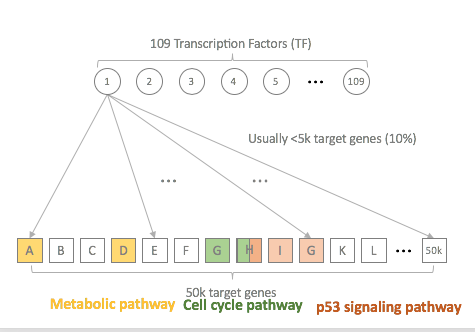 109 Transcription Factors (TF)
1 2 3 4 5 ••• 109
Usually <5k target genes (10%)
••• •••
A B C D E F G H I G K L ••• 50k
50k target genes
Metabolic pathway Cell cycle pathway p53 signaling pathway